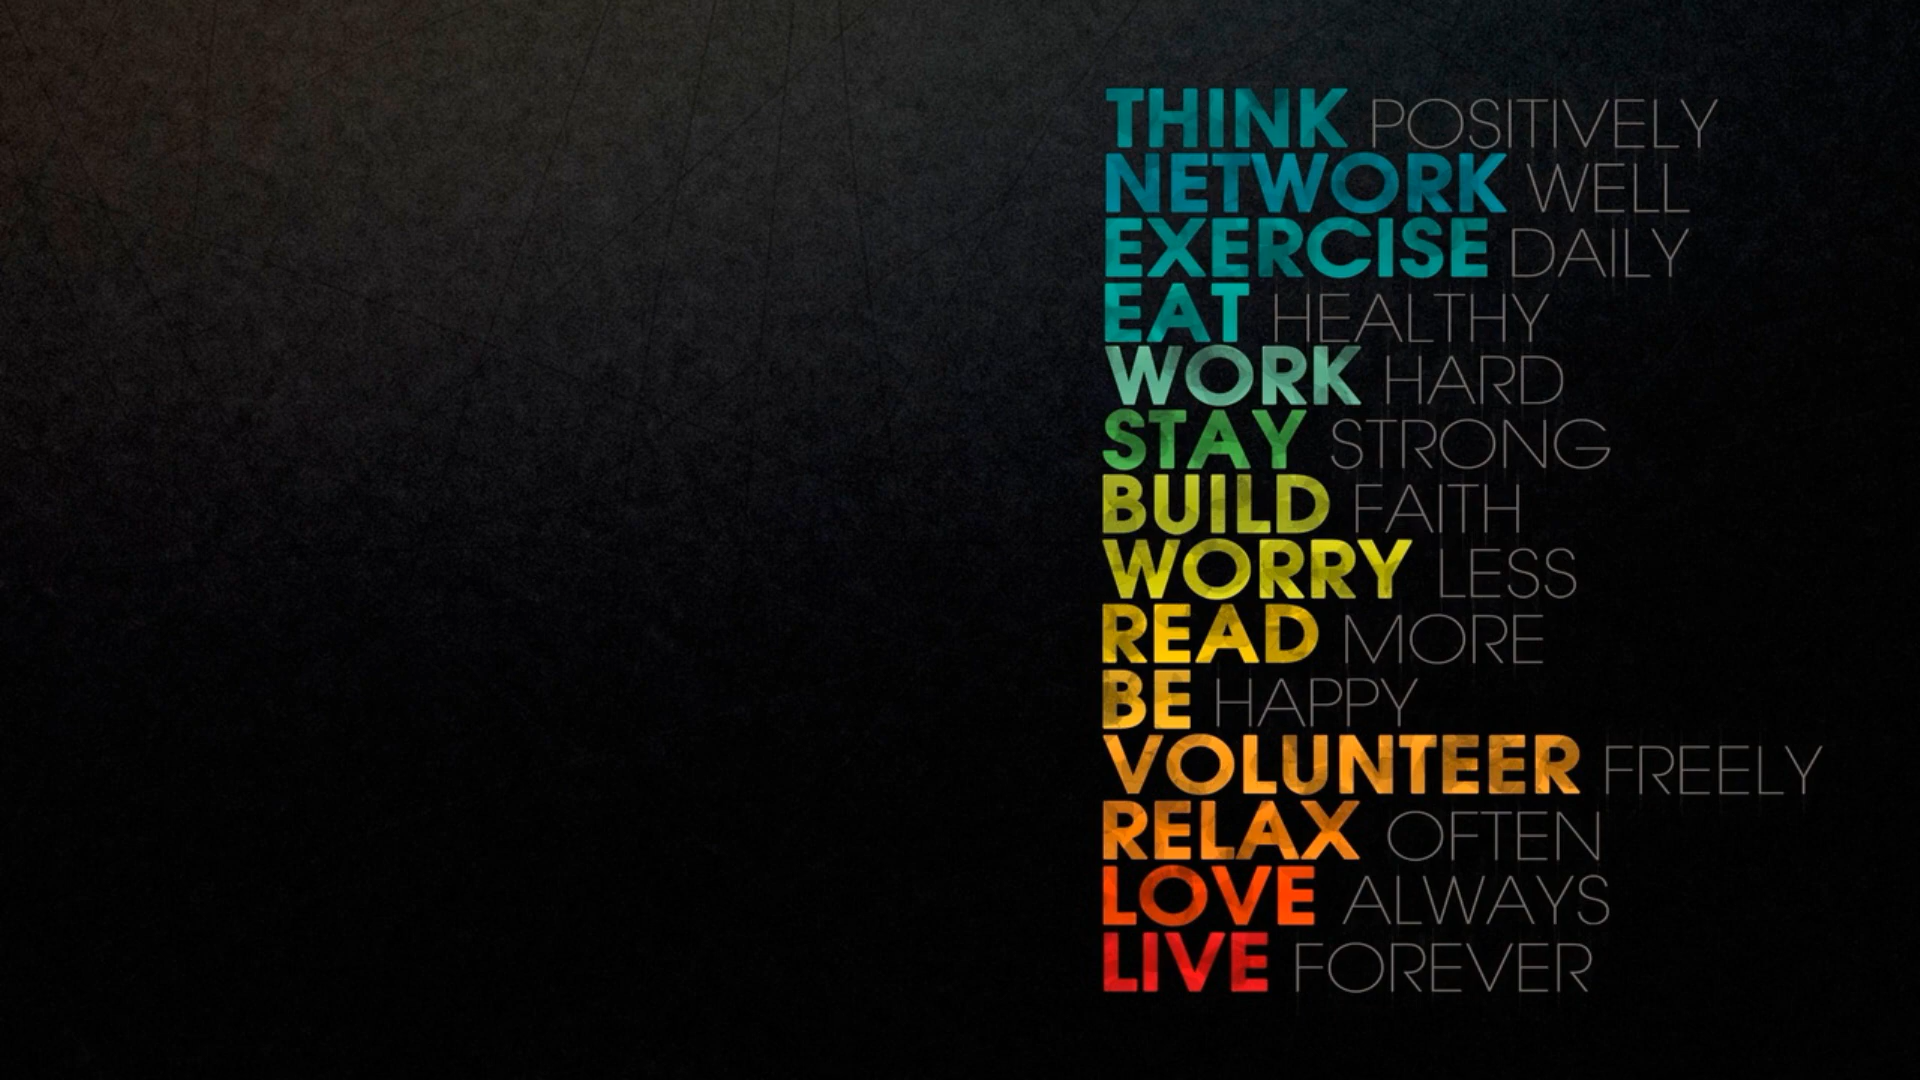 THINK POSITIVELY
NETWORK WELL
EXERCISE DAILY
EAT HEALTHY
WORK HARD
STAY STRONG
BUILD FAITH
WORRY LESS
READ MORE
BE HAPPY
VOLUNTEER FREELY
RELAX OFTEN
LOVE ALWAYS
LIVE FOREVER